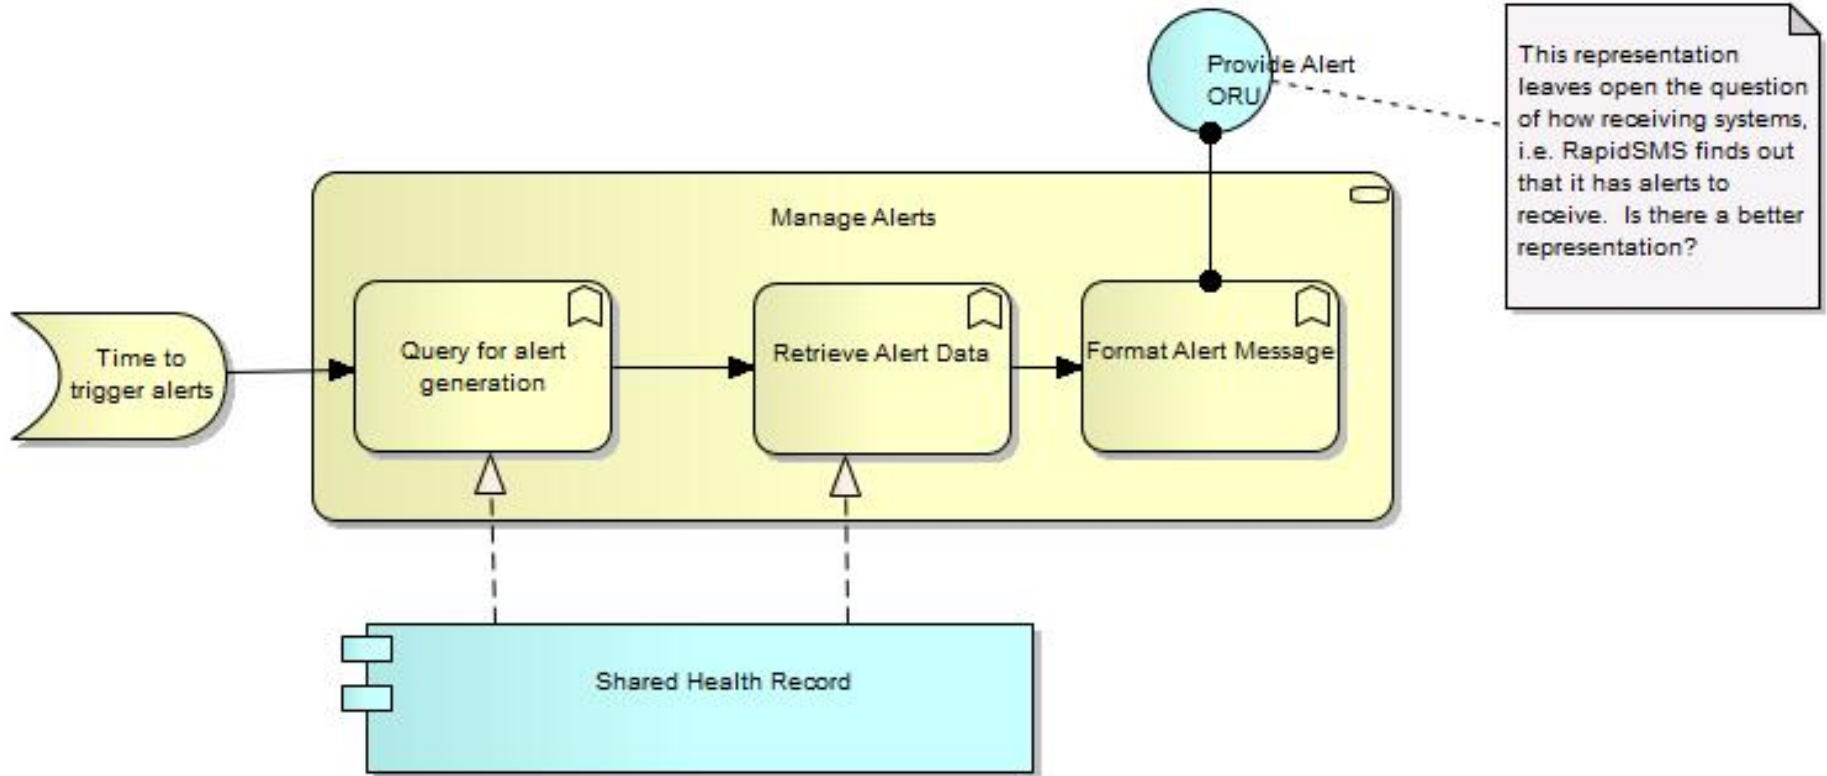 Provide Alert
ORU
This representation
leaves open the question
of how receiving systems,
i.e. RapidSMS finds out
that it has alerts to
receive.  Is there a better
representation?
Manage Alerts
Time to
trigger alerts
Query for alert
generation
Retrieve Alert Data
Format Alert Message
Shared Health Record